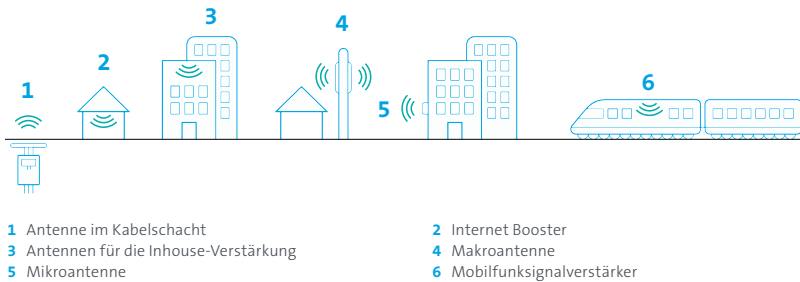 3
4
2
6
1
5
1 Antenne im Kabelschacht
2 Internet Booster
3 Antennen für die Inhouse-Verstärkung
4 Makroantenne
5 Mikroantenne
6 Mobilfunksignalverstärker